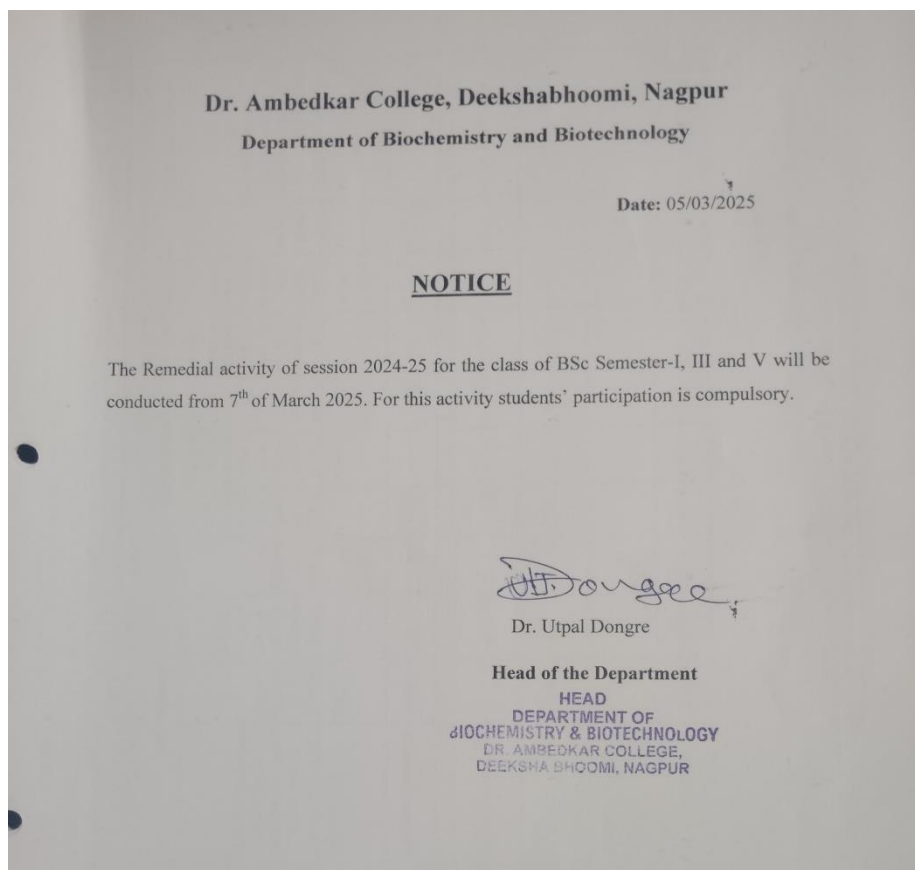 Dr. Ambedkar College, Deekshabhoomi, Nagpur
Department of Biochemistry and Biotechnology
Date: 05/03/2025
NOTICE
The Remedial activity of session 2024-25 for the class of BSc Semester-I, III and V will be
conducted from 7th of March 2025. For this activity students’ participation is compulsory.
Dongre
Dr. Utpal Dongre
Head of the Department
HEAD
DEPARTMENT OF
BIOCHEMISTRY & BIOTECHNOLOGY
DR. AMBEDKAR COLLEGE,
DEEKSHA BHOOMI, NAGPUR